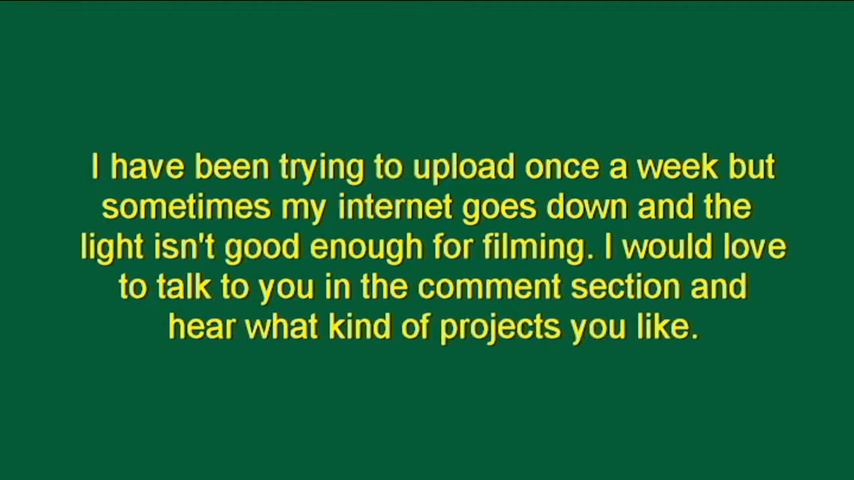 I have been trying to upload once a week but
sometimes my internet goes down and the
light isn't good enough for filming. I would love
to talk to you in the comment section and
hear what kind of projects you like.